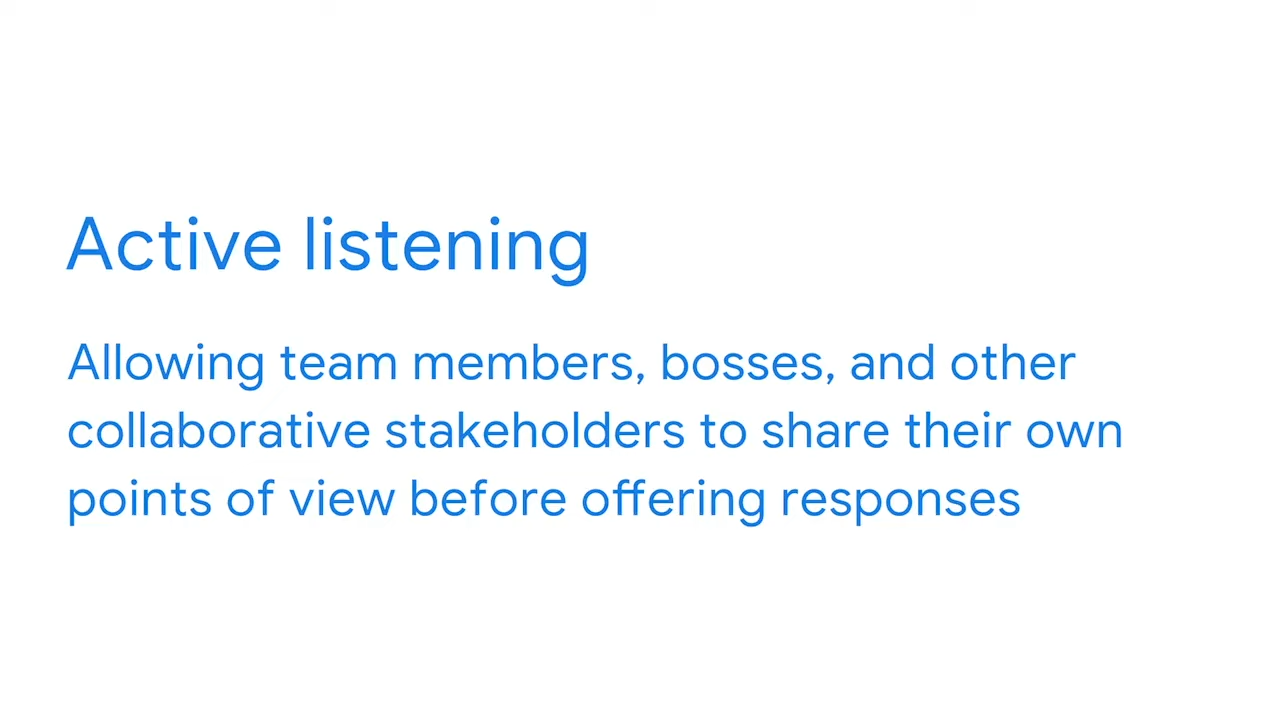 Active listening
Allowing team members, bosses, and other
collaborative stakeholders to share their own
points of view before offering responses